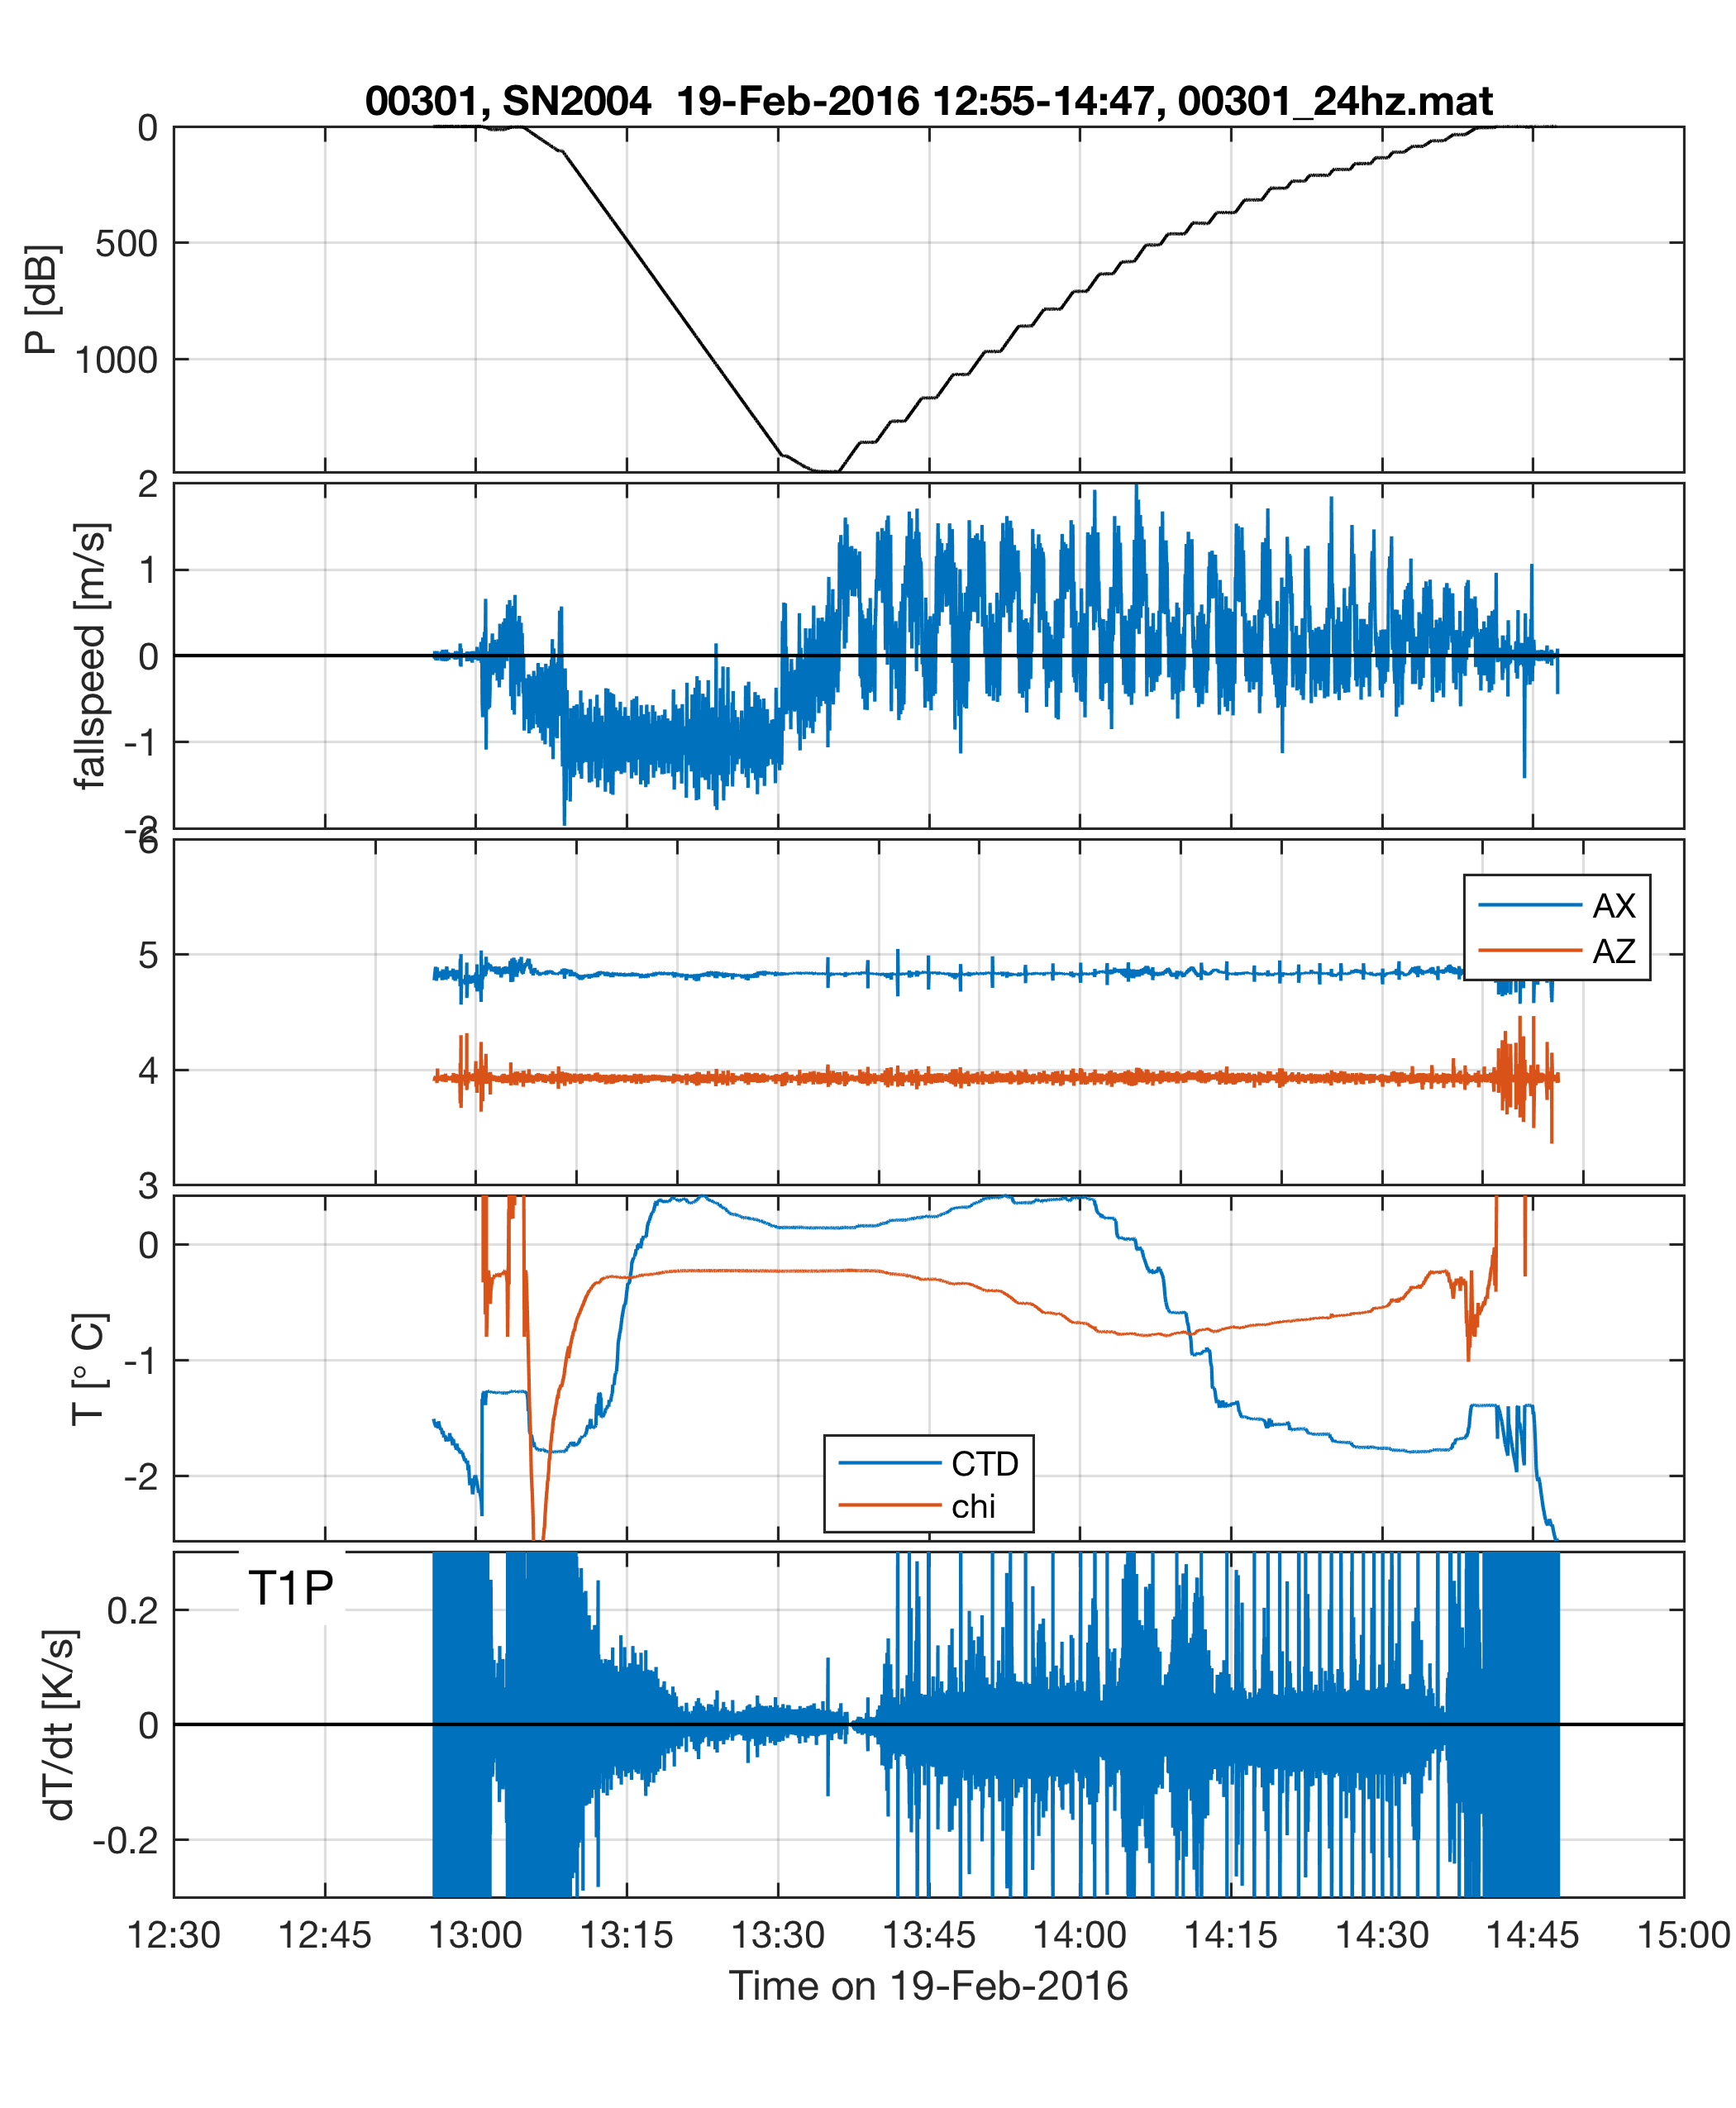 00301, SN2004  19-Feb-2016 12:55-14:47, 00301_24hz.mat
0
500
1000
P [dB]
2
1
0
-1
-2
fallspeed [m/s]
6
5
4
3
AX
AZ
0
-1
-2
T [° C]
CTD
chi
T1P
0.2
0
-0.2
dT/dt [K/s]
12:30 12:45 13:00 13:15 13:30 13:45 14:00 14:15 14:30 14:45 15:00
Time on 19-Feb-2016